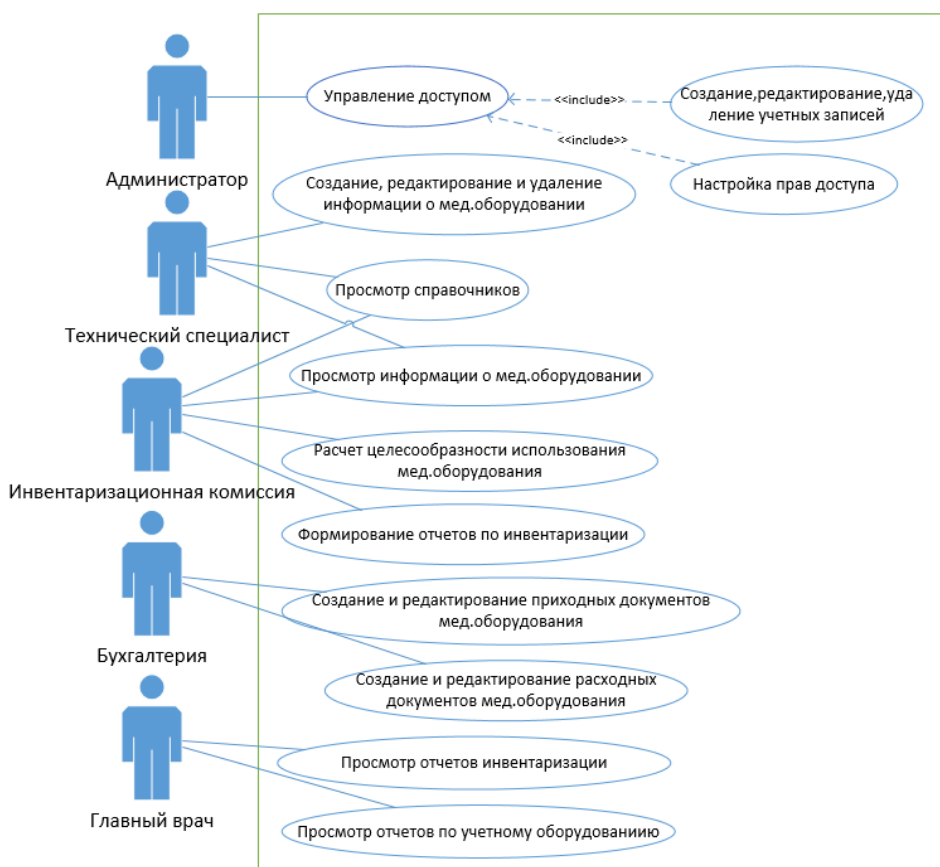 Управление доступом
<<include>>
Создание,редактирование,уда
ление учетных записей
<<include>>
Настройка прав доступа
Администратор
Создание, редактирование и удаление
информации о мед.оборудовании
Просмотр справочников
Технический специалист
Просмотр информации о мед.оборудовании
Расчет целесообразности использования
мед.оборудования
Инвентаризационная комиссия
Формирование отчетов по инвентаризации
Создание и редактирование приходных документов
мед.оборудования
Бухгалтерия
Создание и редактирование расходных
документов мед.оборудования
Просмотр отчетов инвентаризации
Главный врач
Просмотр отчетов по учетному оборудованиию